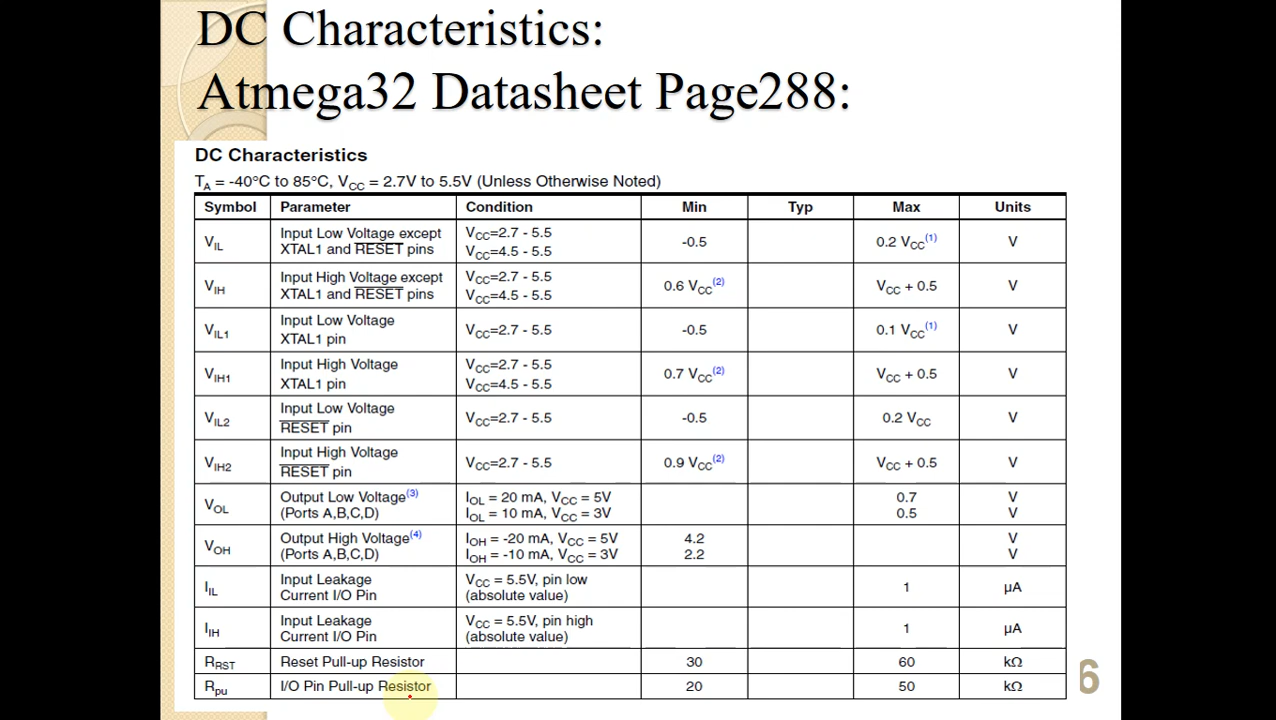 DC Characteristics:
Atmega32 Datasheet Page288:
DC Characteristics
TA = -40°C to 85°C, VCC = 2.7V to 5.5V (Unless Otherwise Noted)
Symbol Parameter Condition Min Typ Max Units
VIL Input Low Voltage except XTAL1 and RESET pins VCC=2.7 - 5.5 VCC=4.5 - 5.5 -0.5 0.2 VCC(1) V
VIH Input High Voltage except XTAL1 and RESET pins VCC=2.7 - 5.5 VCC=4.5 - 5.5 0.6 VCC(2) VCC + 0.5 V
VIL1 Input Low Voltage XTAL1 pin VCC=2.7 - 5.5 -0.5 0.1 VCC(1) V
VIH1 Input High Voltage XTAL1 pin VCC=2.7 - 5.5 VCC=4.5 - 5.5 0.7 VCC(2) VCC + 0.5 V
VIL2 Input Low Voltage RESET pin VCC=2.7 - 5.5 -0.5 0.2 VCC V
VIH2 Input High Voltage RESET pin VCC=2.7 - 5.5 0.9 VCC(2) VCC + 0.5 V
VOL Output Low Voltage(3) (Ports A,B,C,D) IOL = 20 mA, VCC = 5V IOL = 10 mA, VCC = 3V 0.7 0.5 V V
VOH Output High Voltage(4) (Ports A,B,C,D) IOH = -20 mA, VCC = 5V IOH = -10 mA, VCC = 3V 4.2 2.2 V V
IIL Input Leakage Current I/O Pin VCC = 5.5V, pin low (absolute value) 1 µA
IIH Input Leakage Current I/O Pin VCC = 5.5V, pin high (absolute value) 1 µA
RRST Reset Pull-up Resistor 30 60 kΩ
Rpu I/O Pin Pull-up Resistor 20 50 kΩ
6